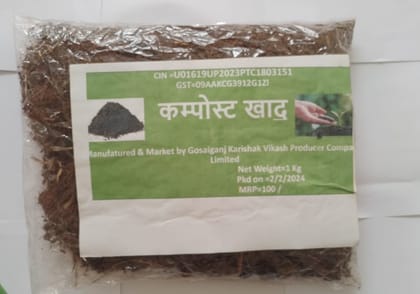 CIN =U01619UP2023PTC1803151
GST=09AAKCG3912G1ZI
कम्पोस्ट खाद
Manufatured & Market by Gosaiganj Karishak Vikash Producer Compa
Limited
Net Weight=1 Kg
Pkd on =2/2/2024
MRP=100 /